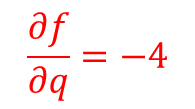 ∂f/∂q = −4